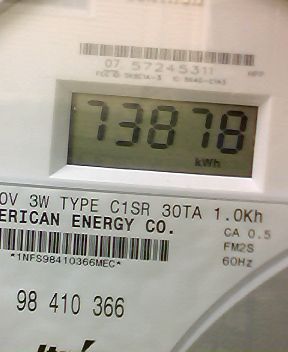 07 57245311
73878
kWh
0V 3W TYPE C1SR 30TA 1.0Kh
ERICAN ENERGY CO.
CA 0.5
FM2S
60Hz
*1NFS98410366MEC*
98 410 366